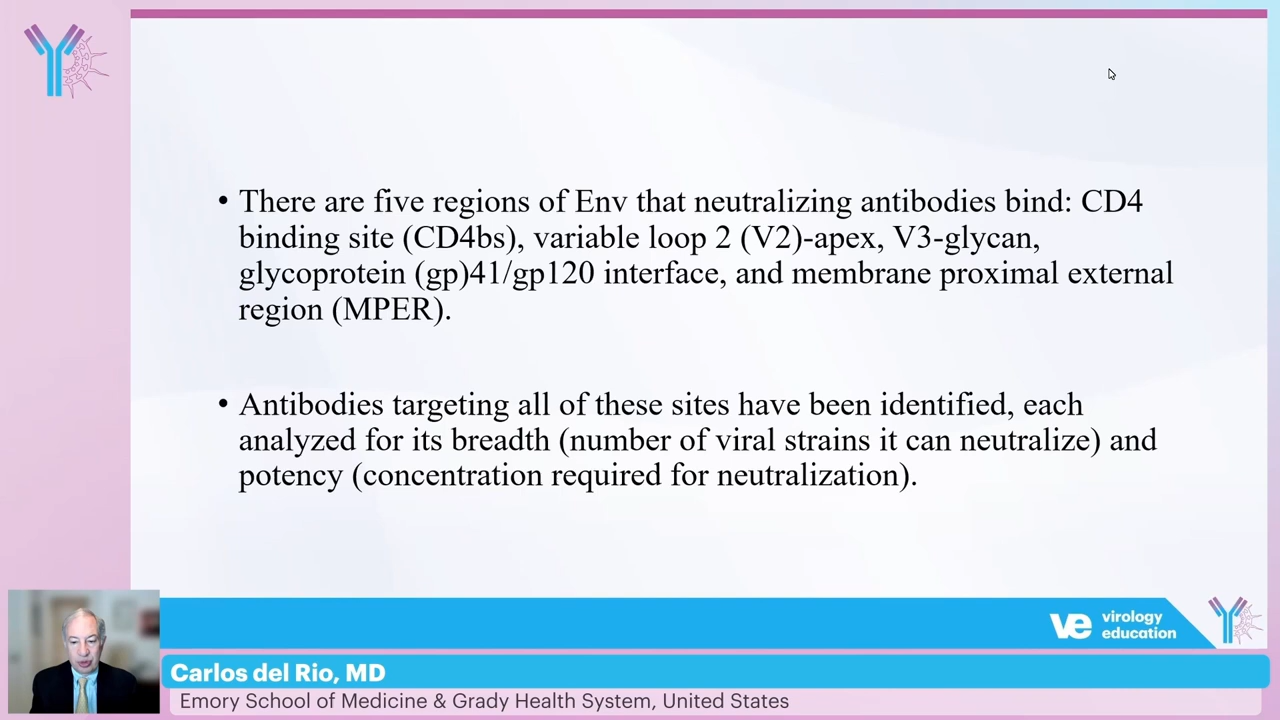 • There are five regions of Env that neutralizing antibodies bind: CD4
binding site (CD4bs), variable loop 2 (V2)-apex, V3-glycan,
glycoprotein (gp)41/gp120 interface, and membrane proximal external
region (MPER).
• Antibodies targeting all of these sites have been identified, each
analyzed for its breadth (number of viral strains it can neutralize) and
potency (concentration required for neutralization).
ve virology
education
Carlos del Rio, MD
Emory School of Medicine & Grady Health System, United States